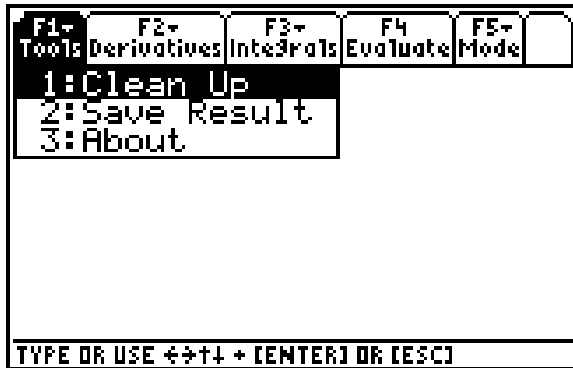 F1▾ F2▾ F3▾ F4 F5▾
Tools Derivatives Integrals Evaluate Mode
1:Clean Up
2:Save Result
3:About
TYPE OR USE ←→↑↓ + [ENTER] OR [ESC]